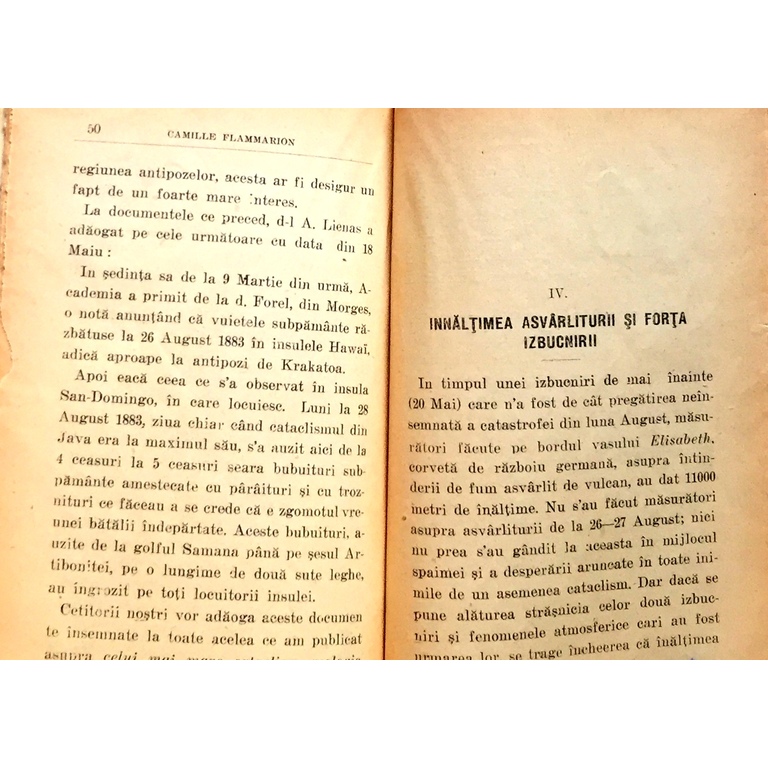 50
CAMILLE FLAMMARION
regiunea antipozelor, acesta ar fi desigur un
fapt de un foarte mare interes.
La documentele ce preced, d-l A. Lienas a
adăogat pe cele următoare cu data din 18
Maiu :
In ședința sa de la 9 Martie din urmă, A-
cademia a primit de la d. Forel, din Morges,
o notă anunțând că vuietele subpământe ră-
zbătuse la 26 August 1883 în insulele Hawaï,
adică aproape la antipozi de Krakatoa.
Apoi eacă ceea ce s'a observat în insula
San-Domingo, în care locuiesc. Luni la 28
August 1883, ziua chiar când cataclismul din
Java era la maximul său, s'a auzit aici de la
4 ceasuri la 5 ceasuri seara bubuituri sub-
pământe amestecate cu pârâituri și cu troz-
nituri ce făceau a se crede că e zgomotul vre-
unei bătălii îndepărtate. Aceste bubuituri, a-
uzite de la golful Samana până pe șesul Ar-
tibonitei, pe o lungime de două sute leghe,
au îngrozit pe toți locuitorii insulei.
Cetitorii noștri vor adăoga aceste documen
te însemnate la toate acelea ce am publicat
asupra celui mai mare
IV.
INNĂLȚIMEA ASVÂRLITURII ȘI FORȚA
IZBUCNIRII
In timpul unei izbucniri de mai înainte
(20 Mai) care n'a fost de cât pregătirea neîn-
semnată a catastrofei din luna August, măsu-
rători făcute pe bordul vasului Elisabeth,
corvetă de războiu germană, asupra întin-
derii de fum asvârlit de vulcan, au dat 11000
metri de înălțime. Nu s'au făcut măsurători
asupra asvârliturii de la 26—27 August; nici
nu prea s'au gândit la aceasta în mijlocul
spaimei și a desperării aruncate în toate ini-
mile de un asemenea cataclism. Dar dacă se
pune alăturea strășnicia celor două izbuc-
niri și fenomenele atmosferice cari au fost
urmarea lor, se trage încheerea că înălțimea